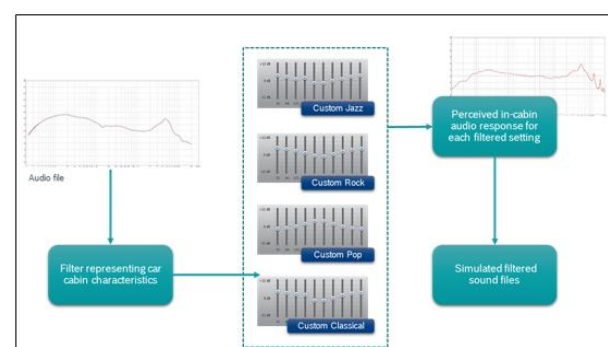 Audio file
Filter representing car
cabin characteristics
Custom Jazz
Custom Rock
Custom Pop
Custom Classical
Perceived in-cabin
audio response for
each filtered setting
Simulated filtered
sound files